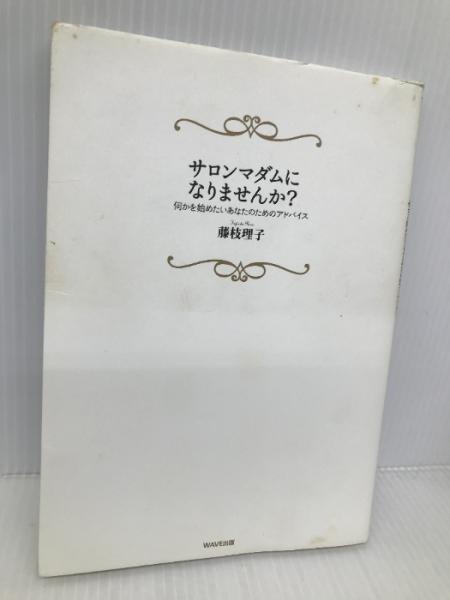 サロンマダムに
なりませんか?
何かを始めたいあなたのためのアドバイス
藤枝理子
WAVE出版